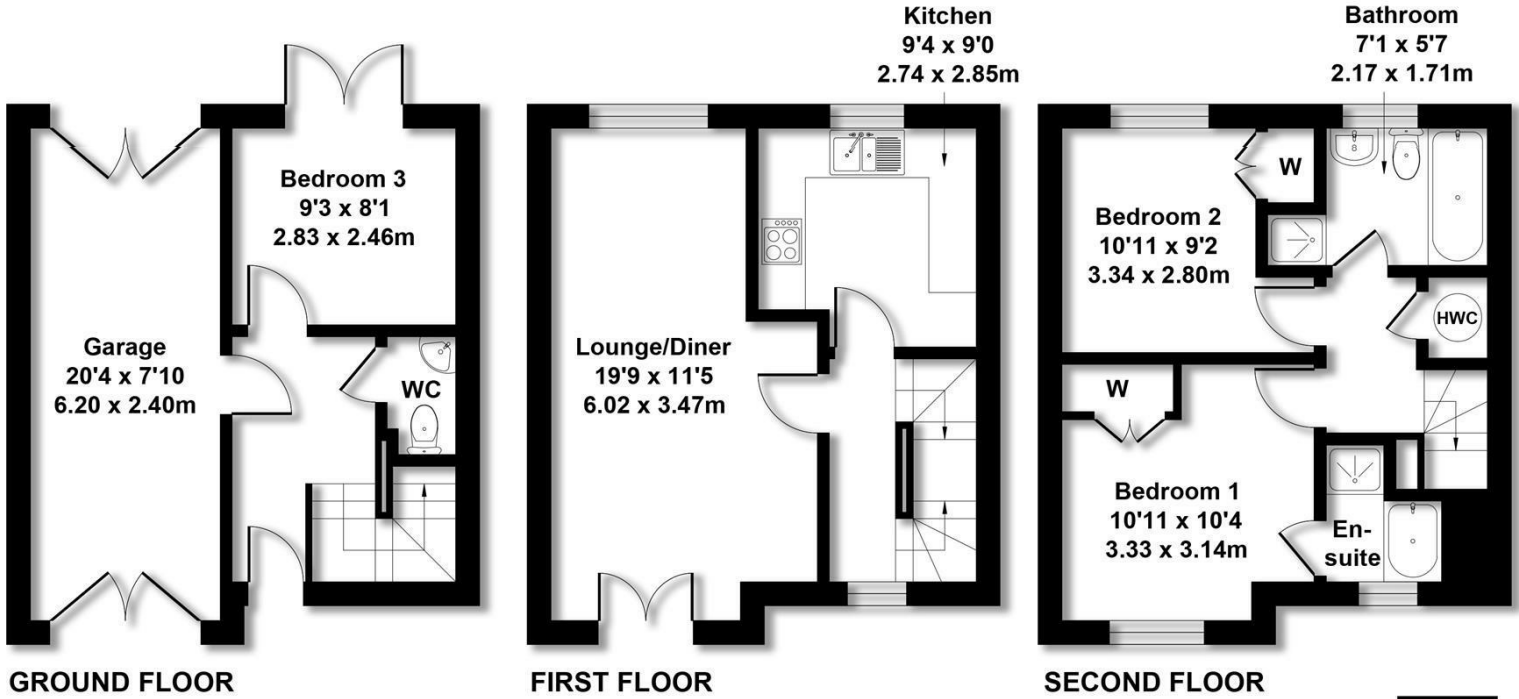 Kitchen
9'4 x 9'0
2.74 x 2.85m
Bathroom
7'1 x 5'7
2.17 x 1.71m
Bedroom 3
9'3 x 8'1
2.83 x 2.46m
Garage
20'4 x 7'10
6.20 x 2.40m
WC
Lounge/Diner
19'9 x 11'5
6.02 x 3.47m
W
Bedroom 2
10'11 x 9'2
3.34 x 2.80m
HWC
W
Bedroom 1
10'11 x 10'4
3.33 x 3.14m
En-
suite
GROUND FLOOR
FIRST FLOOR
SECOND FLOOR